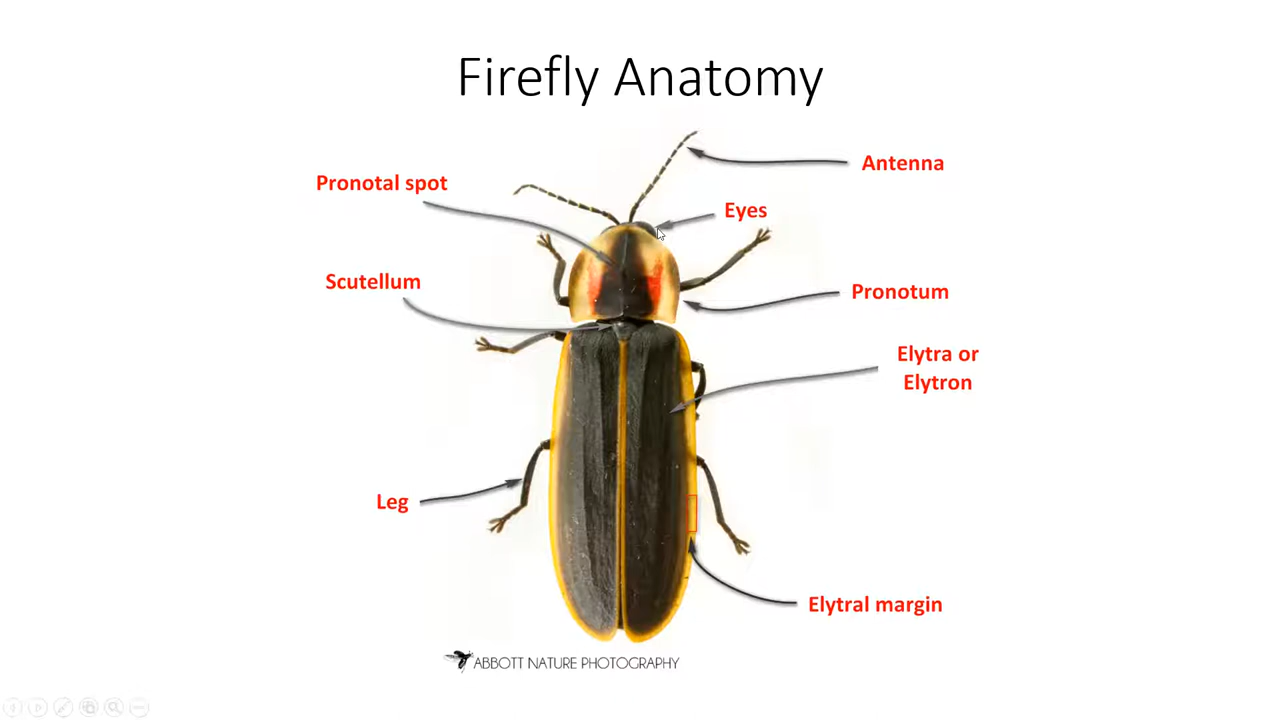 Firefly Anatomy
Antenna
Pronotal spot
Eyes
Scutellum
Pronotum
Elytra or
Elytron
Leg
Elytral margin
ABBOTT NATURE PHOTOGRAPHY